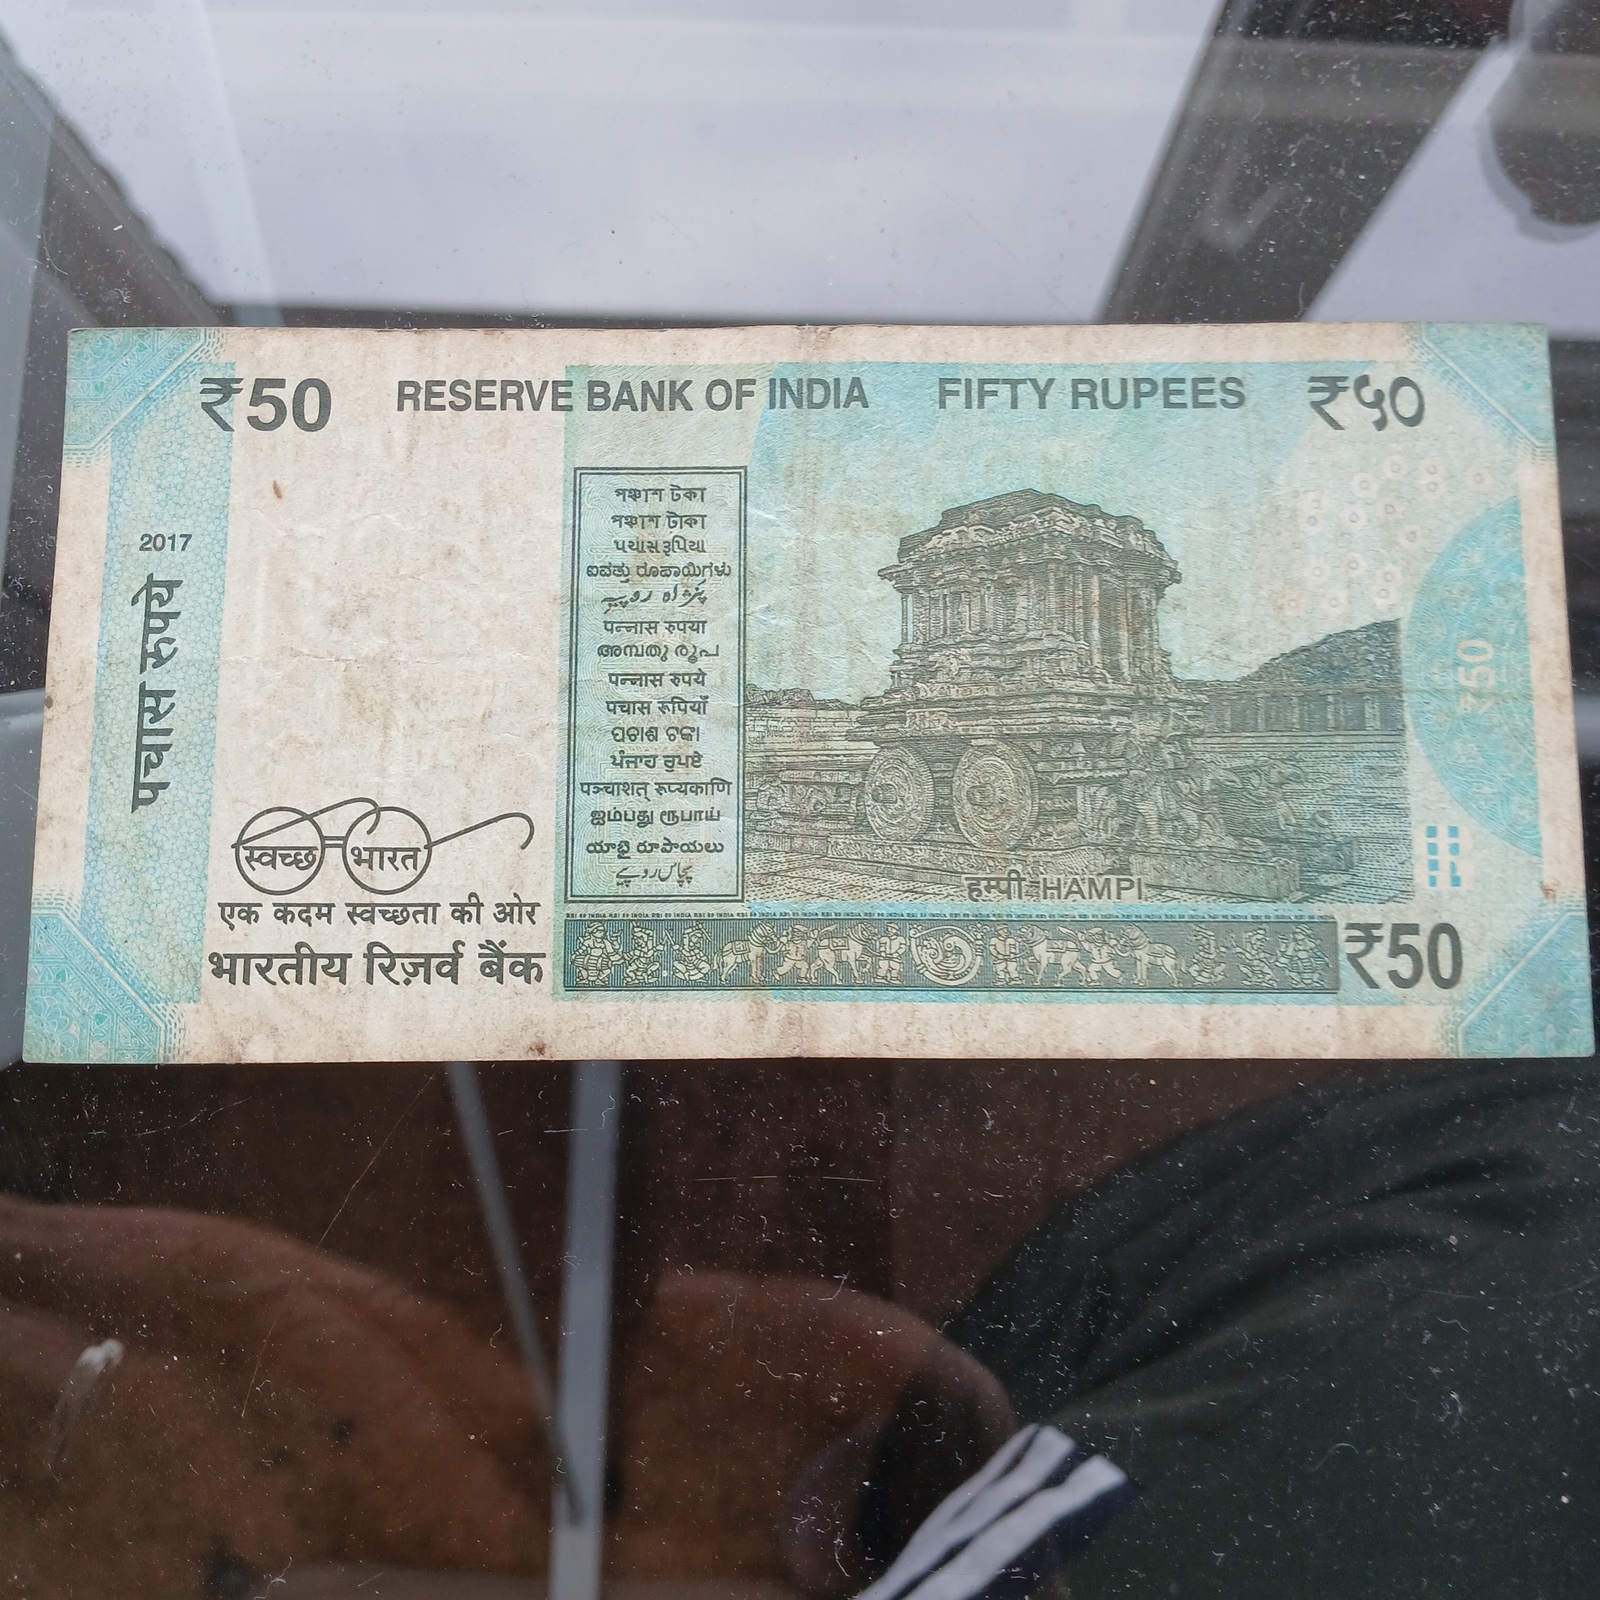 ₹50 RESERVE BANK OF INDIA FIFTY RUPEES ₹५०
2017
पचास रुपये
পঞ্চাশ টকা
পঞ্চাশ টাকা
પચાસ રૂપિયા
ಐವತ್ತು ರೂಪಾಯಿಗಳು
پَنٛژاہ روپیہِ
पन्नास रुपया
അമ്പതു രൂപ
पन्नास रुपये
पचास रूपियाँ
ପଚାଶ ଟଙ୍କା
ਪੰਜਾਹ ਰੁਪਏ
पञ्चाशत् रूप्यकाणि
ஐம்பது ரூபாய்
యాభై రూపాయలు
پچاس روپے
₹50
स्वच्छ भारत
एक कदम स्वच्छता की ओर
भारतीय रिज़र्व बैंक
हम्पी HAMPI
₹50